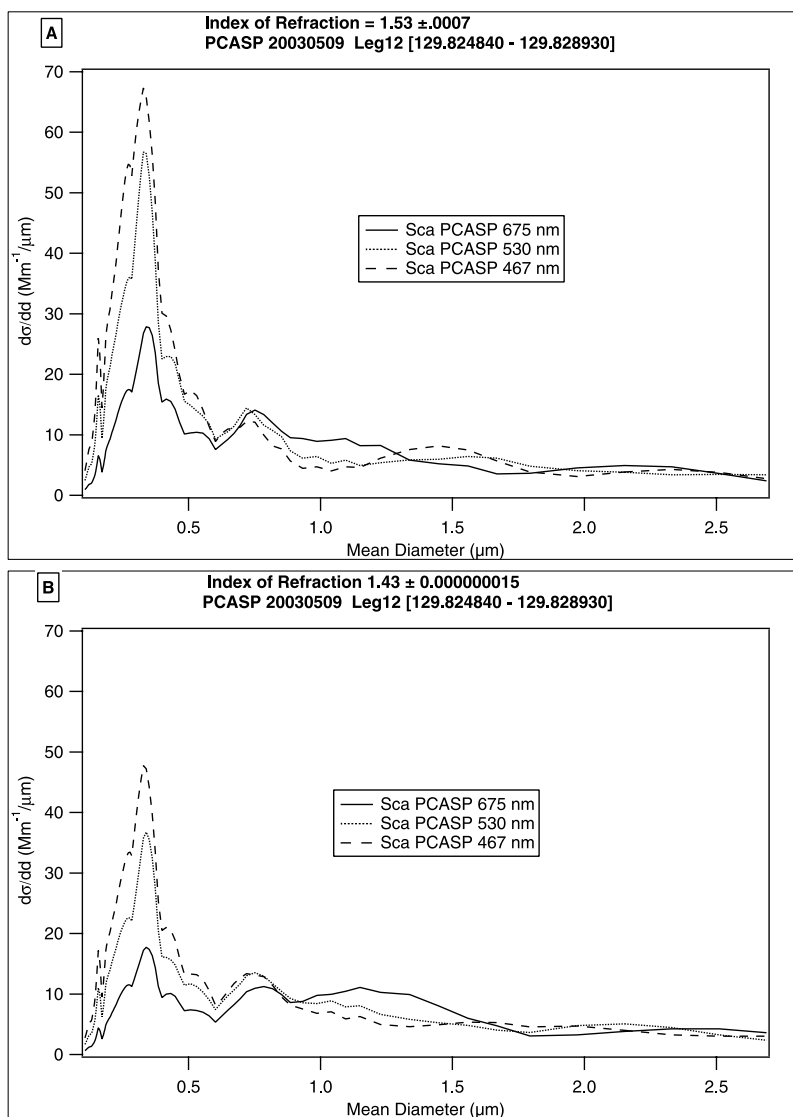 A
Index of Refraction = 1.53 ±.0007
PCASP 20030509 Leg12 [129.824840 - 129.828930]
70
60
50
40
30
20
10
0
dσ/dd (Mm⁻¹/μm)
Sca PCASP 675 nm
Sca PCASP 530 nm
Sca PCASP 467 nm
0.5 1.0 1.5 2.0 2.5
Mean Diameter (μm)
B
Index of Refraction 1.43 ± 0.000000015
PCASP 20030509 Leg12 [129.824840 - 129.828930]
70
60
50
40
30
20
10
0
dσ/dd (Mm⁻¹/μm)
Sca PCASP 675 nm
Sca PCASP 530 nm
Sca PCASP 467 nm
0.5 1.0 1.5 2.0 2.5
Mean Diameter (μm)